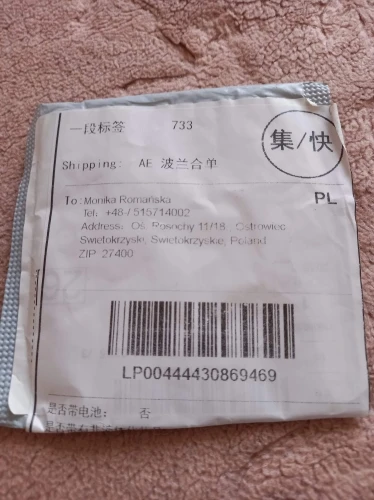 一段标签 733
集/快
Shipping: AE 波兰合单
PL
To: Monika Romańska
Tel: +48 / 515714002
Address: Os. Rosochy 11/18, Ostrowiec
Swietokrzyski, Swietokrzyskie, Poland
ZIP 27400
LP00444430869469
是否带电池: 否